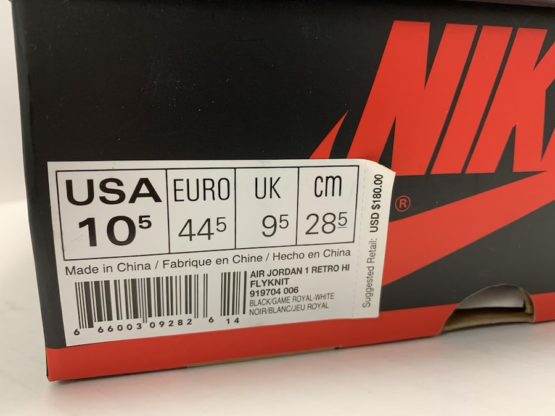 NIKE
®
USA EURO UK cm
10⁵ 44⁵ 9⁵ 28⁵
Made in China / Fabrique en Chine / Hecho en China
AIR JORDAN 1 RETRO HI
FLYKNIT
919704 006
BLACK/GAME ROYAL-WHITE
NOIR/BLANC/JEU ROYAL
6 66003 09282 6 14
Suggested Retail: USD $180.00